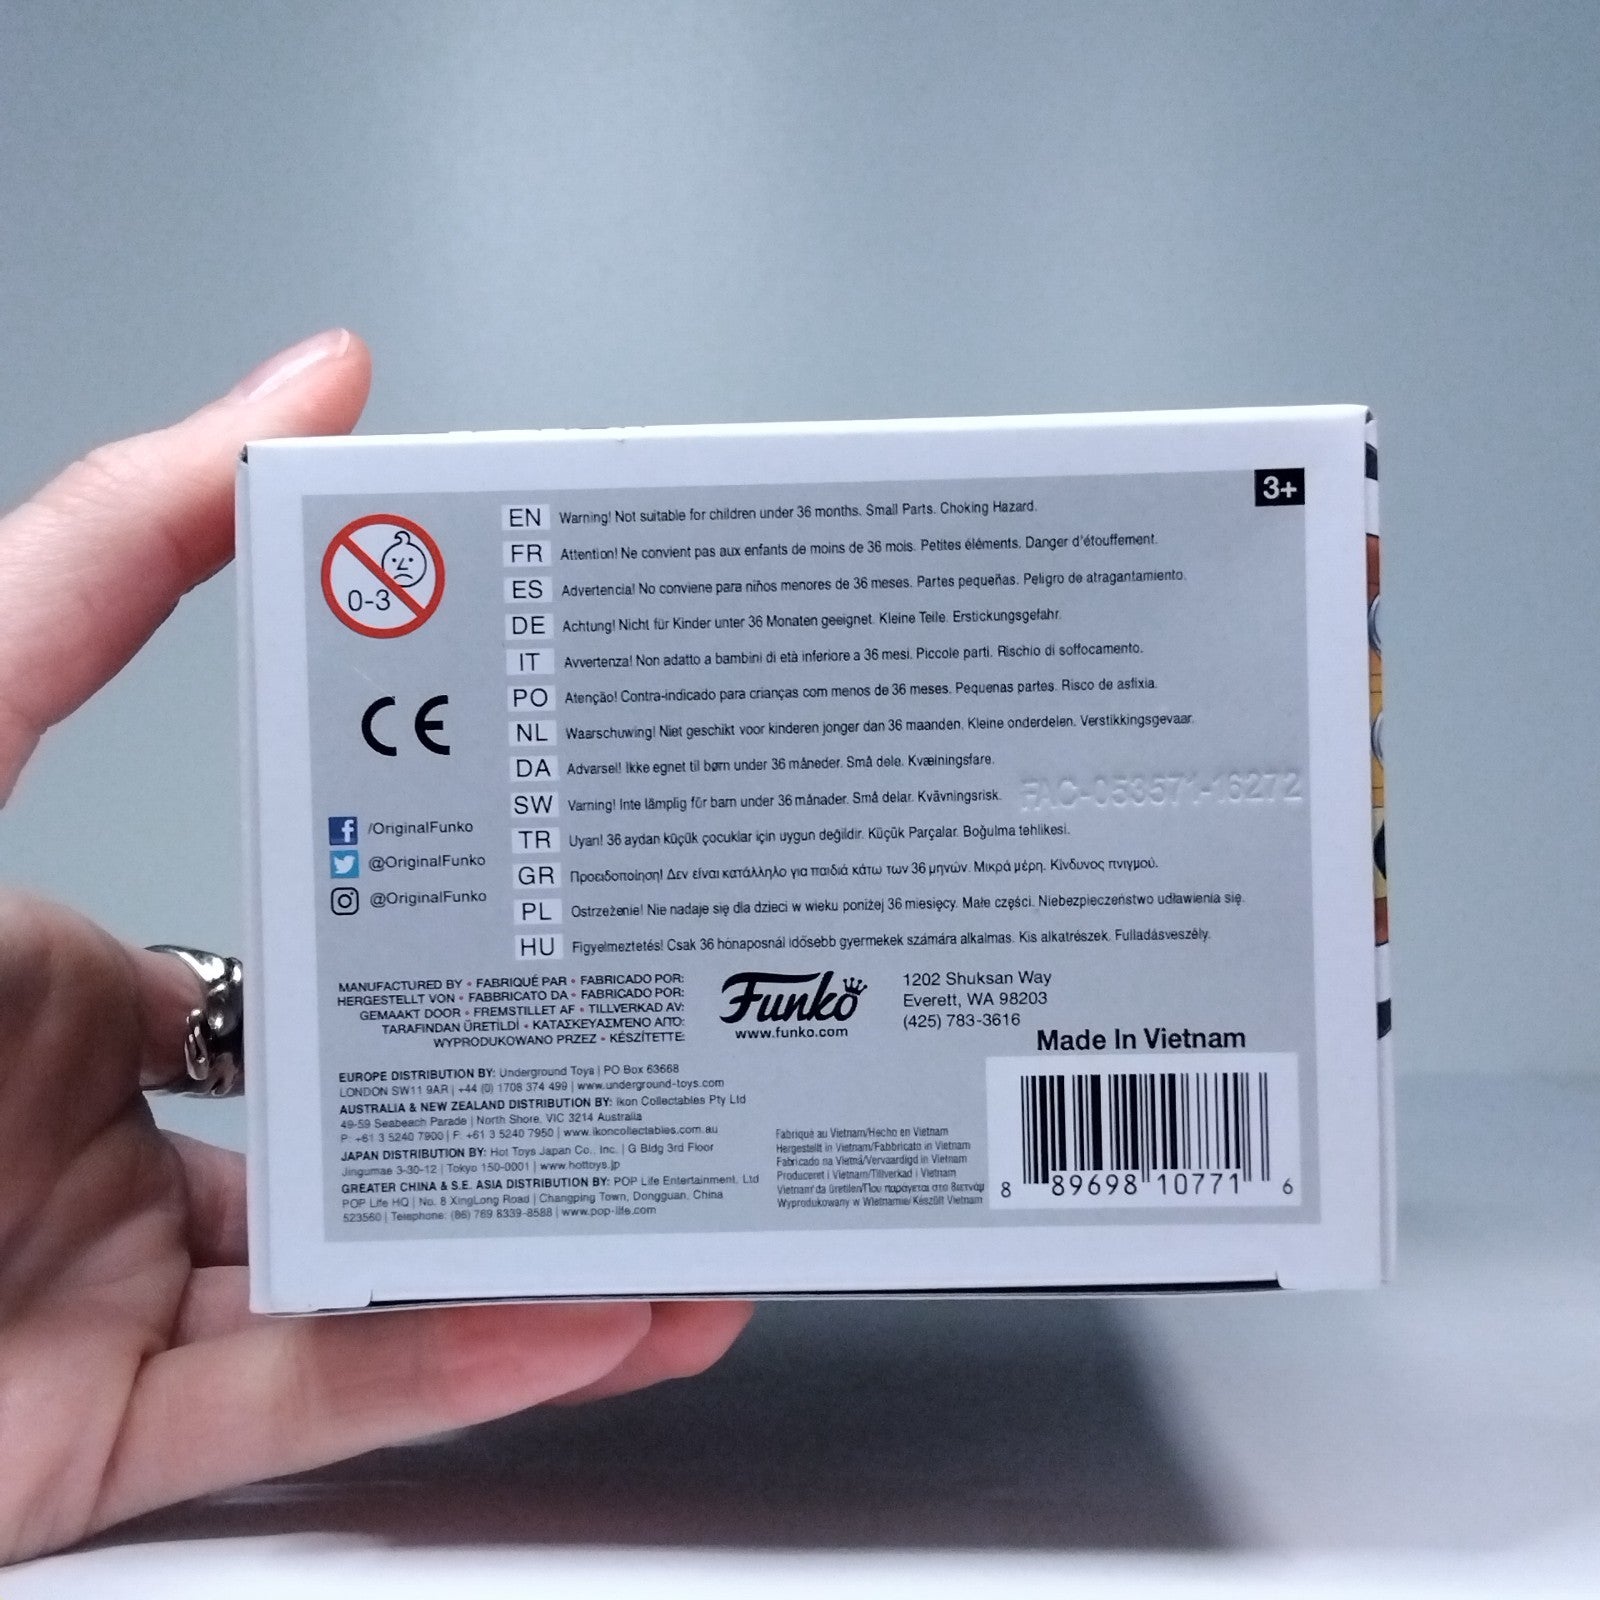 3+
0-3
EN Warning! Not suitable for children under 36 months. Small Parts. Choking Hazard.
FR Attention! Ne convient pas aux enfants de moins de 36 mois. Petites éléments. Danger d'étouffement.
ES Advertencia! No conviene para niños menores de 36 meses. Partes pequeñas. Peligro de atragantamiento.
DE Achtung! Nicht für Kinder unter 36 Monaten geeignet. Kleine Teile. Erstickungsgefahr.
IT Avvertenza! Non adatto a bambini di età inferiore a 36 mesi. Piccole parti. Rischio di soffocamento.
PO Atenção! Contra-indicado para crianças com menos de 36 meses. Pequenas partes. Risco de asfixia.
NL Waarschuwing! Niet geschikt voor kinderen jonger dan 36 maanden. Kleine onderdelen. Verstikkingsgevaar.
DA Advarsel! Ikke egnet til børn under 36 måneder. Små dele. Kvælningsfare.
SW Varning! Inte lämplig för barn under 36 månader. Små delar. Kvävningsrisk.
TR Uyarı! 36 aydan küçük çocuklar için uygun değildir. Küçük Parçalar. Boğulma tehlikesi.
GR Προειδοποίηση! Δεν είναι κατάλληλο για παιδιά κάτω των 36 μηνών. Μικρά μέρη. Κίνδυνος πνιγμού.
PL Ostrzeżenie! Nie nadaje się dla dzieci w wieku poniżej 36 miesięcy. Małe części. Niebezpieczeństwo udławienia się.
HU Figyelmeztetés! Csak 36 hónaposnál idősebb gyermekek számára alkalmas. Kis alkatrészek. Fulladásveszély.
FAC-053571-16272
CE
/OriginalFunko
@OriginalFunko
@OriginalFunko
MANUFACTURED BY • FABRIQUÉ PAR • FABRICADO POR:
HERGESTELLT VON • FABBRICATO DA • FABRICADO POR:
GEMAAKT DOOR • FREMSTILLET AF • TILLVERKAD AV:
TARAFINDAN ÜRETİLDİ • ΚΑΤΑΣΚΕΥΑΣΜΈΝΟ ΑΠΌ:
WYPRODUKOWANO PRZEZ • KÉSZÍTETTE:
Funko
www.funko.com
1202 Shuksan Way
Everett, WA 98203
(425) 783-3616
Made In Vietnam
EUROPE DISTRIBUTION BY: Underground Toys | PO Box 63668
LONDON SW11 9AR | +44 (0) 1708 374 499 | www.underground-toys.com
AUSTRALIA & NEW ZEALAND DISTRIBUTION BY: Ikon Collectables Pty Ltd
49-59 Seabeach Parade | North Shore, VIC 3214 Australia
P: +61 3 5240 7900 | F: +61 3 5240 7950 | www.ikoncollectables.com.au
JAPAN DISTRIBUTION BY: Hot Toys Japan Co., Inc. | G Bldg 3rd Floor
Jingumae 3-30-12 | Tokyo 150-0001 | www.hottoys.jp
GREATER CHINA & S.E. ASIA DISTRIBUTION BY: POP Life Entertainment, Ltd
POP Life HQ | No. 8 XingLong Road | Changping Town, Dongguan, China
523560 | Telephone: (86) 769 8339-8588 | www.pop-life.com
Fabriqué au Vietnam/Hecho en Vietnam
Hergestellt in Vietnam/Fabbricato in Vietnam
Fabricado na Vietnã/Vervaardigd in Vietnam
Produceret i Vietnam/Tillverkad i Vietnam
Vietnam'da üretilen/Που παράγεται στο Βιετνάμ
Wyprodukowany w Wietnamie/ Készült Vietnam
8 89698 10771 6